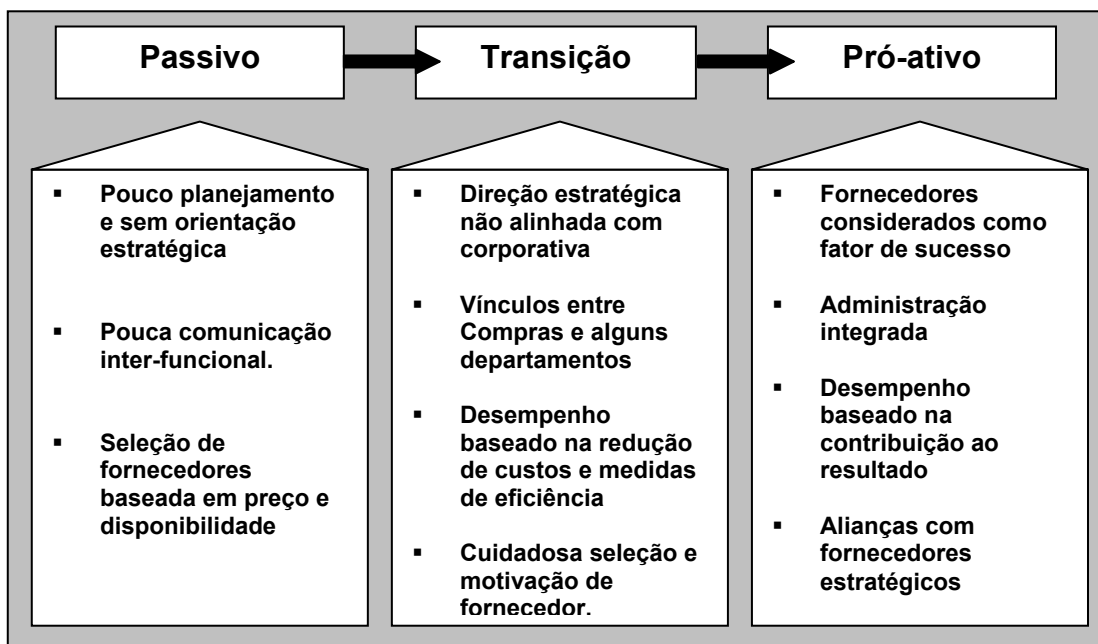 Passivo
Transição
Pró-ativo
▪ Pouco planejamento
e sem orientação
estratégica
▪ Pouca comunicação
inter-funcional.
▪ Seleção de
fornecedores
baseada em preço e
disponibilidade
▪ Direção estratégica
não alinhada com
corporativa
▪ Vínculos entre
Compras e alguns
departamentos
▪ Desempenho
baseado na redução
de custos e medidas
de eficiência
▪ Cuidadosa seleção e
motivação de
fornecedor.
▪ Fornecedores
considerados como
fator de sucesso
▪ Administração
integrada
▪ Desempenho
baseado na
contribuição ao
resultado
▪ Alianças com
fornecedores
estratégicos